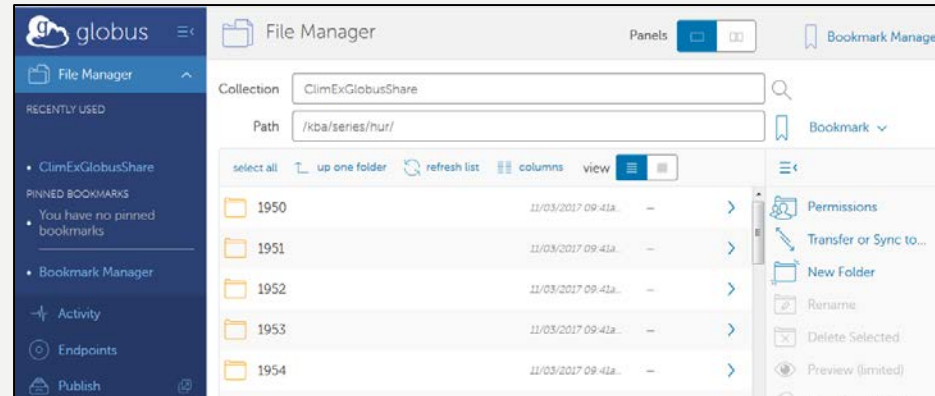 globus
File Manager
RECENTLY USED
ClimExGlobusShare
PINNED BOOKMARKS
You have no pinned
bookmarks
Bookmark Manager
Activity
Endpoints
Publish
File Manager
Panels
Bookmark Manage
Collection ClimExGlobusShare
Path /kba/series/hur/
Bookmark
select all up one folder refresh list columns view
1950 11/03/2017 09:41a... —
1951 11/03/2017 09:41a... —
1952 11/03/2017 09:41a... —
1953 11/03/2017 09:41a... —
1954 11/03/2017 09:41a... —
Permissions
Transfer or Sync to...
New Folder
Rename
Delete Selected
Preview (limited)